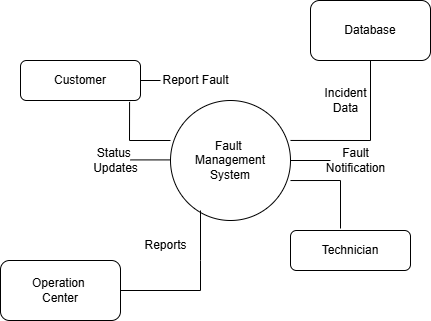 Database
Customer
Report Fault
Incident
Data
Fault
Management
System
Status
Updates
Fault
Notification
Reports
Technician
Operation
Center